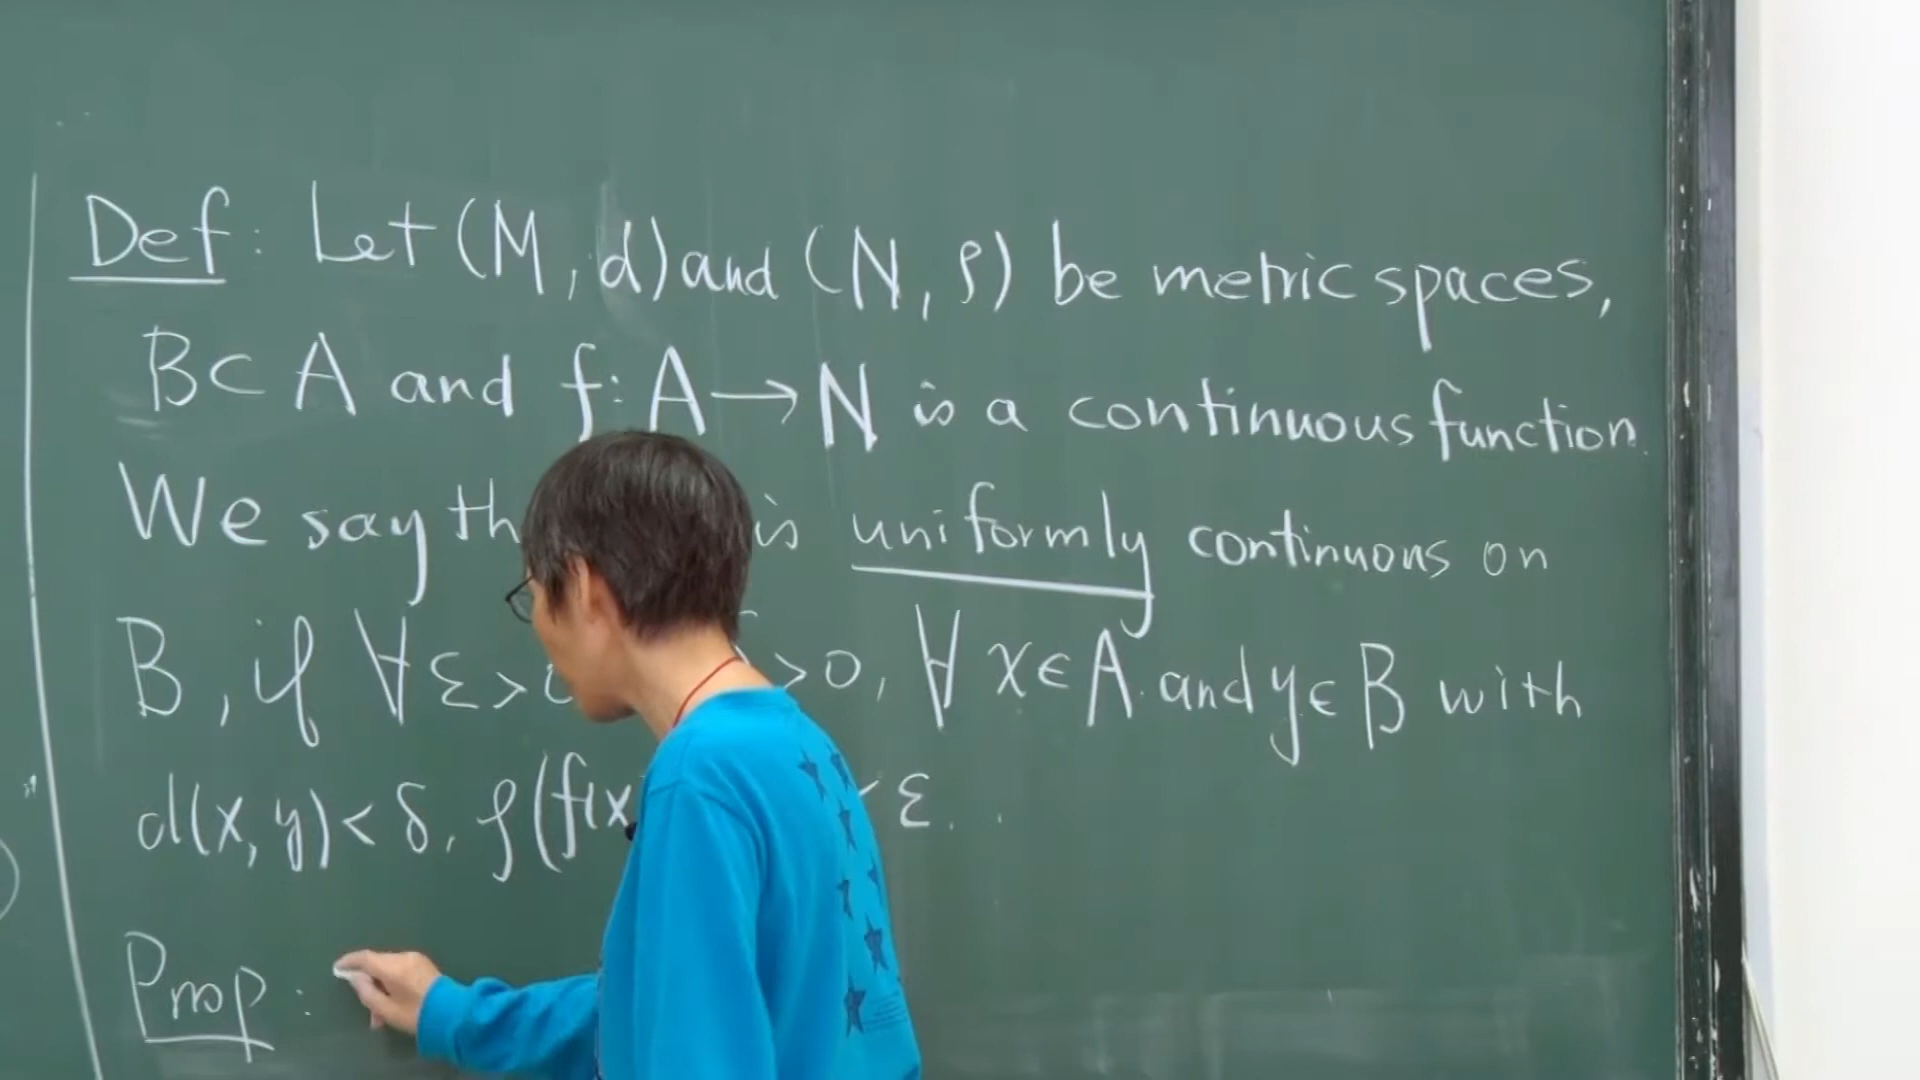 Def: Let (M, d) and (N, ρ) be metric spaces,
B⊂A and f: A→N is a continuous function.
We say th is uniformly continuous on
B, if ∀ε> >0, ∀x∈A and y∈B with
d(x, y)<δ, ρ(f(x ε.
Prop: